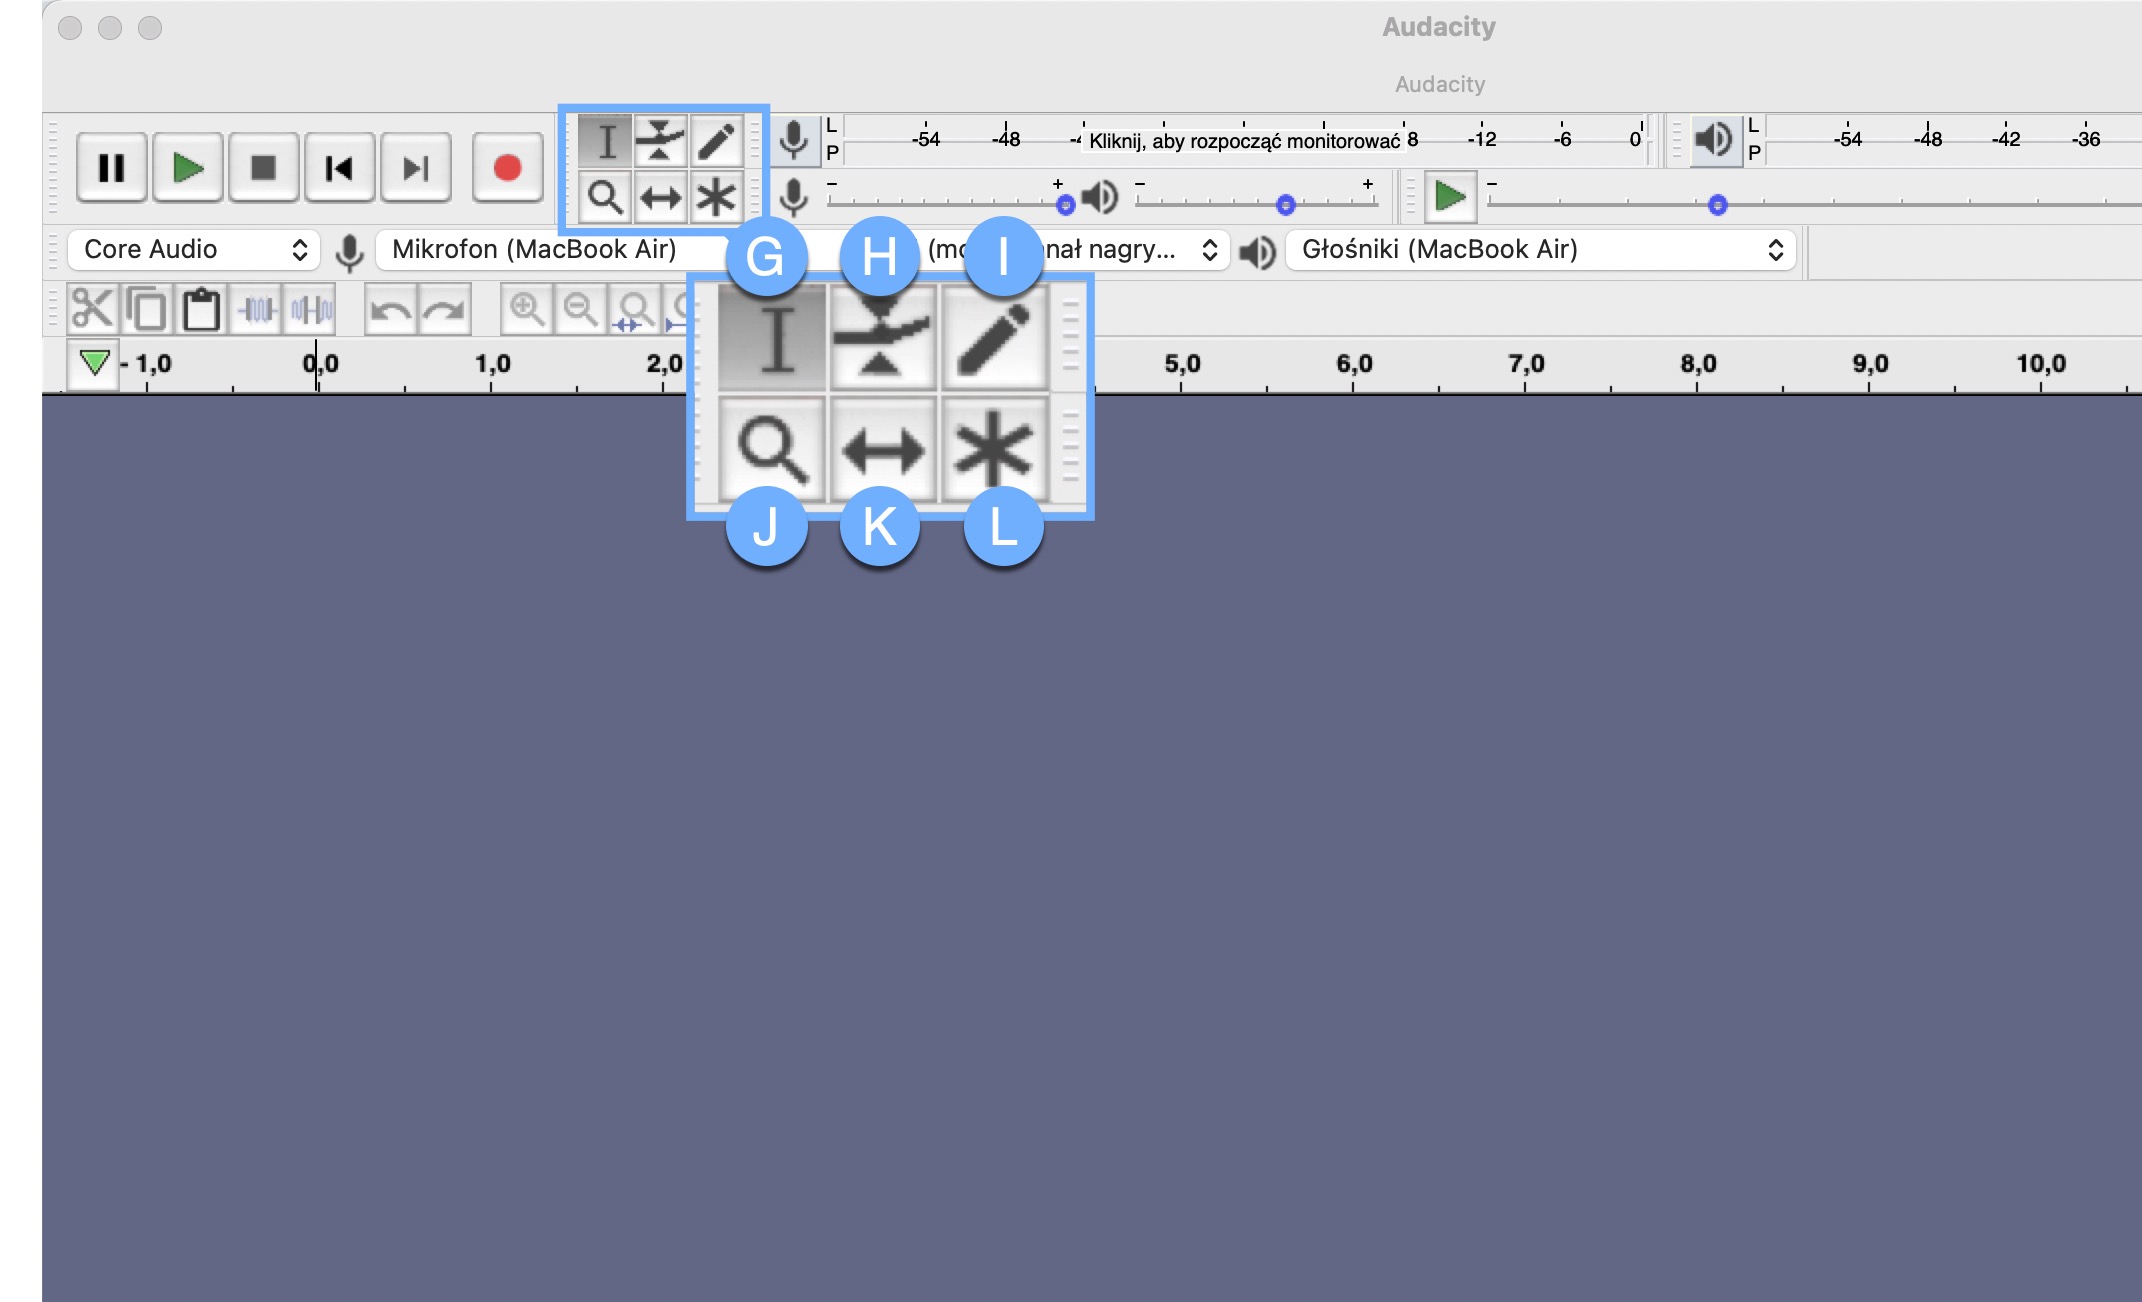 Audacity
Audacity
L
P
-54 -48 -4 Kliknij, aby rozpocząć monitorować 8 -12 -6 0
L
P
-54 -48 -42 -36
- + - + -
Core Audio
Mikrofon (MacBook Air)
(mo nał nagry...
Głośniki (MacBook Air)
G H I
- 1,0 0,0 1,0 2,0 5,0 6,0 7,0 8,0 9,0 10,0
J K L